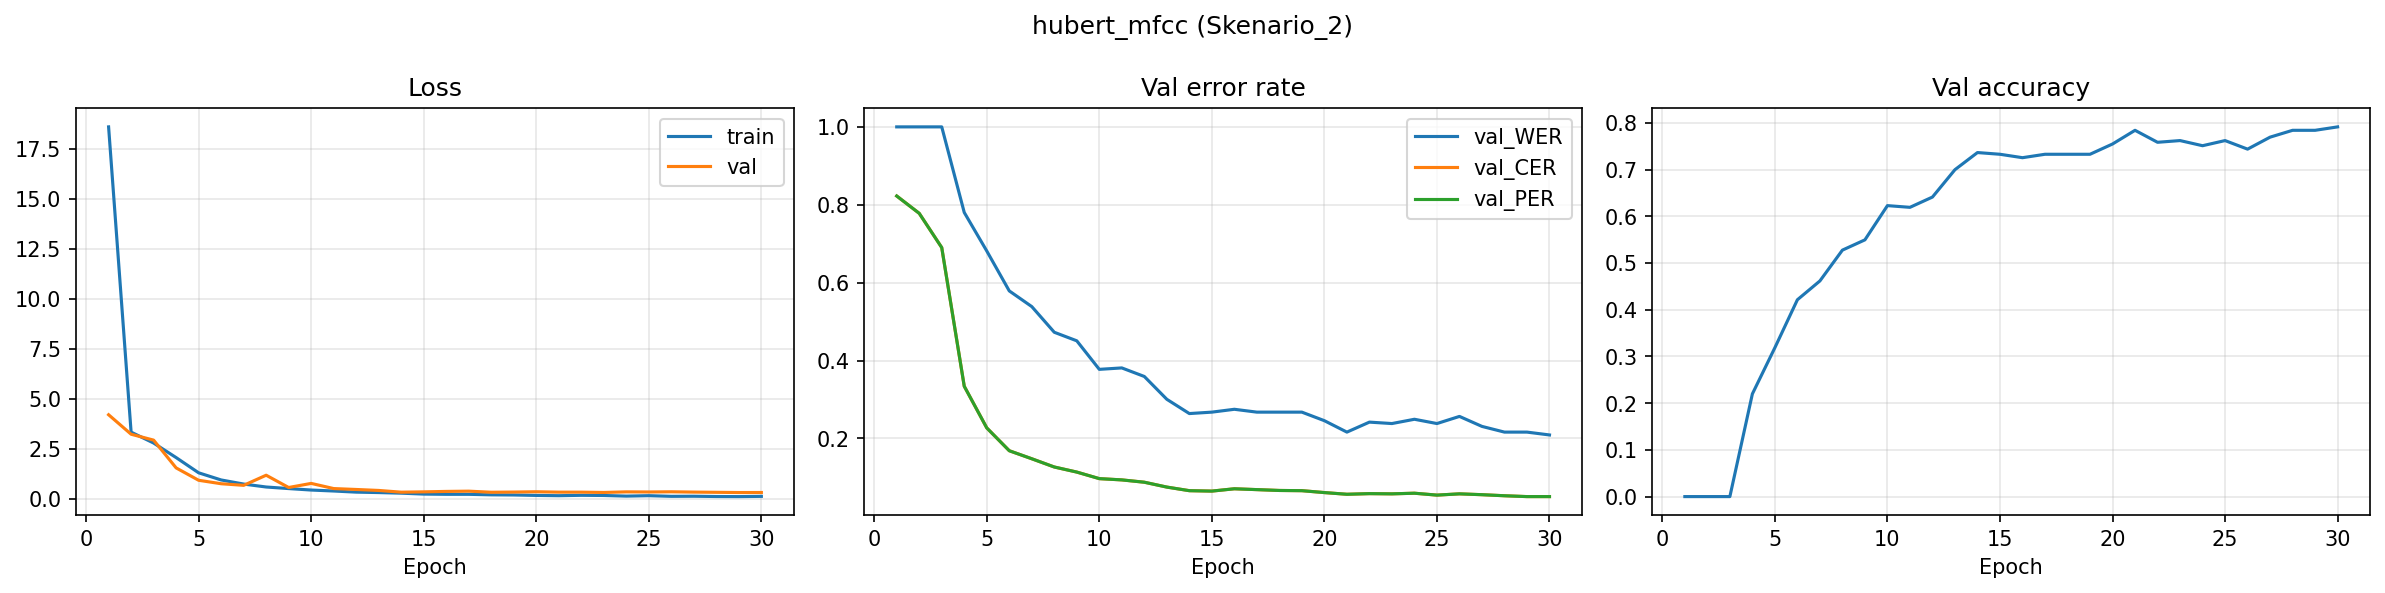 hubert_mfcc (Skenario_2)
Loss
17.5
15.0
12.5
10.0
7.5
5.0
2.5
0.0
0 5 10 15 20 25 30
Epoch
train
val
Val error rate
1.0
0.8
0.6
0.4
0.2
0 5 10 15 20 25 30
Epoch
val_WER
val_CER
val_PER
Val accuracy
0.8
0.7
0.6
0.5
0.4
0.3
0.2
0.1
0.0
0 5 10 15 20 25 30
Epoch